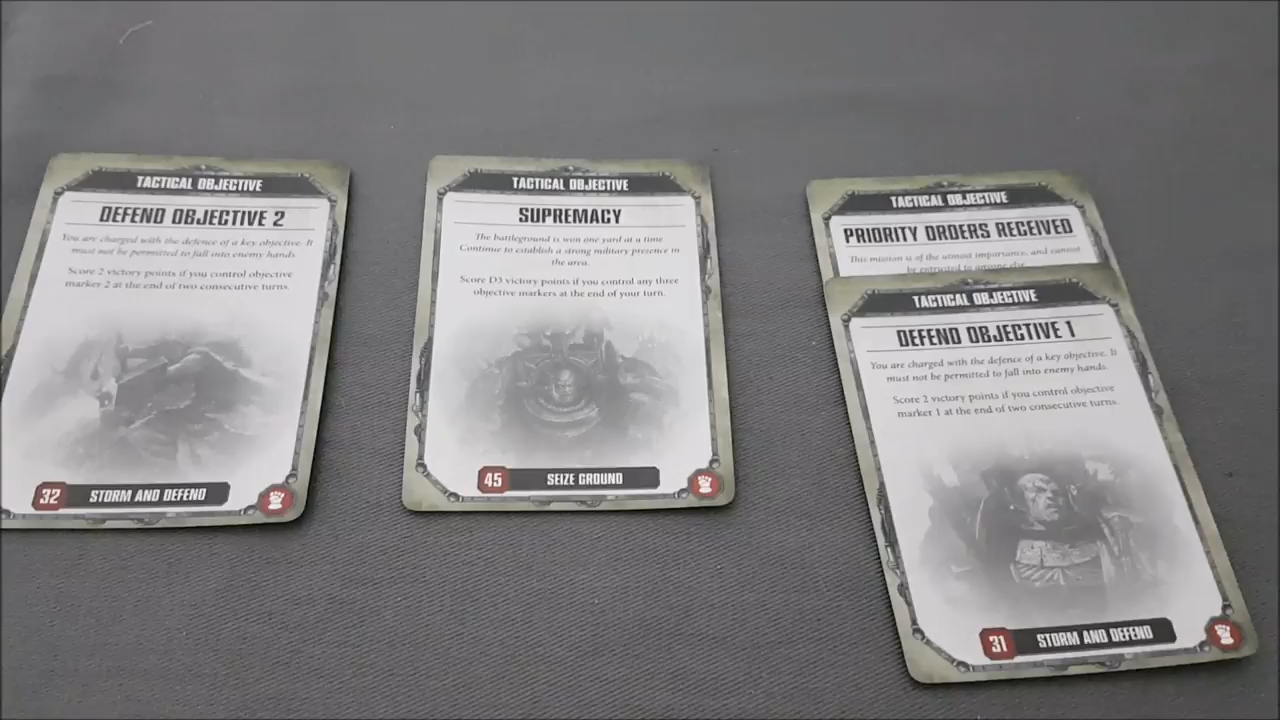 TACTICAL OBJECTIVE
DEFEND OBJECTIVE 2
You are charged with the defence of a key objective. It
must not be permitted to fall into enemy hands
Score 2 victory points if you control objective
marker 2 at the end of two consecutive turns.
32 STORM AND DEFEND
TACTICAL OBJECTIVE
SUPREMACY
The battleground is won one yard at a time
Continue to establish a strong military presence in
the area.
Score D3 victory points if you control any three
objective markers at the end of your turn.
45 SEIZE GROUND
TACTICAL OBJECTIVE
PRIORITY ORDERS RECEIVED
This mission is of the utmost importance, and cannot
be entrusted to anyone else
TACTICAL OBJECTIVE
DEFEND OBJECTIVE 1
You are charged with the defence of a key objective. It
must not be permitted to fall into enemy hands.
Score 2 victory points if you control objective
marker 1 at the end of two consecutive turns.
31 STORM AND DEFEND